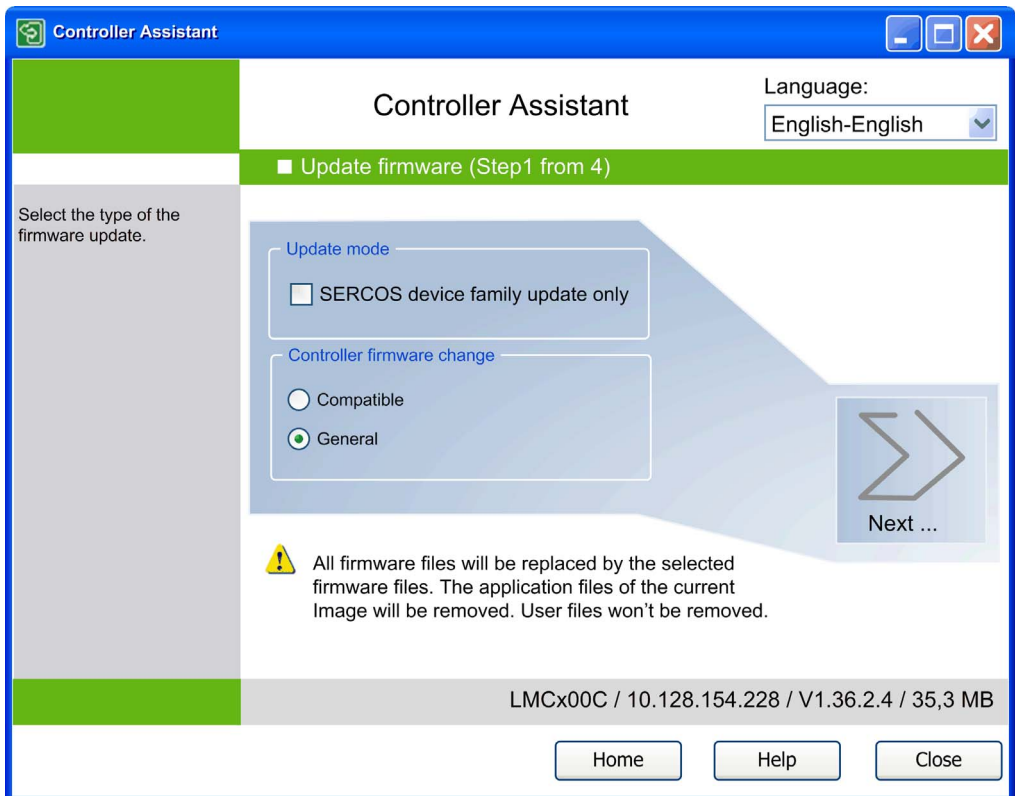 Controller Assistant
Controller Assistant
Language:
English-English
Update firmware (Step1 from 4)
Select the type of the
firmware update.
Update mode
SERCOS device family update only
Controller firmware change
Compatible
General
Next ...
All firmware files will be replaced by the selected
firmware files. The application files of the current
Image will be removed. User files won't be removed.
LMCx00C / 10.128.154.228 / V1.36.2.4 / 35,3 MB
Home
Help
Close